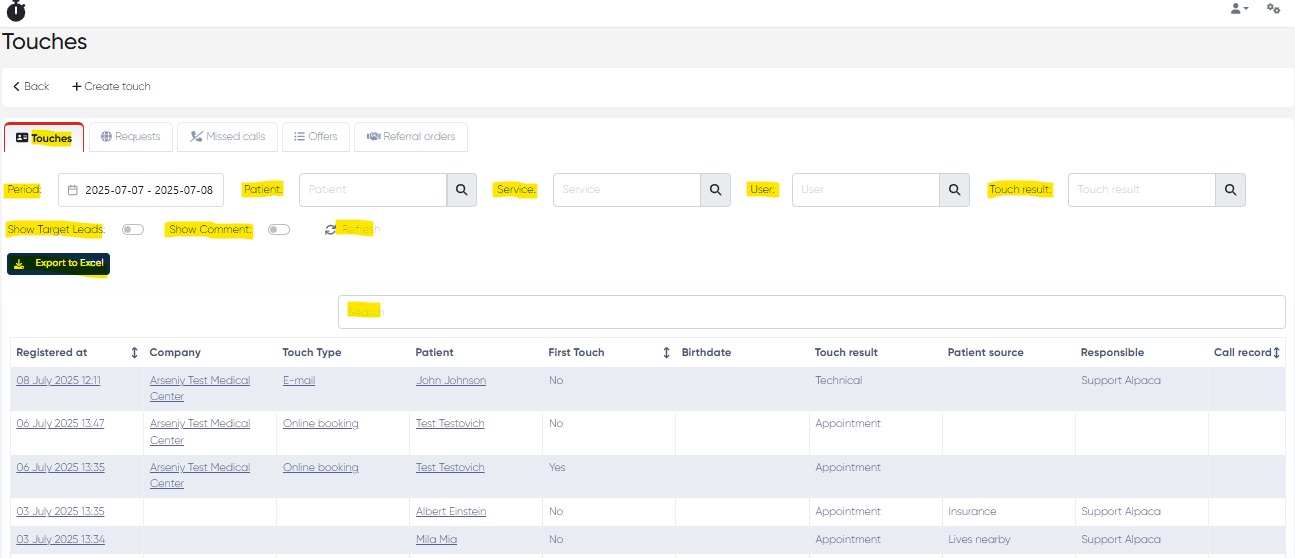 Touches
Back Create touch
Touches Requests Missed calls Offers Referral orders
Period: 2025-07-07 - 2025-07-08 Patient: Patient Service: Service User: User Touch result: Touch result
Show Target Leads: Show Comment: Refresh
Export to Excel
Search
Registered at Company Touch Type Patient First Touch Birthdate Touch result Patient source Responsible Call record
08 July 2025 12:11 Arseniy Test Medical E-mail John Johnson No Technical Support Alpaca
Center
06 July 2025 13:47 Arseniy Test Medical Online booking Test Testovich No Appointment
Center
06 July 2025 13:35 Arseniy Test Medical Online booking Test Testovich Yes Appointment
Center
03 July 2025 13:35 Albert Einstein No Appointment Insurance Support Alpaca
03 July 2025 13:34 Mila Mia No Appointment Lives nearby Support Alpaca